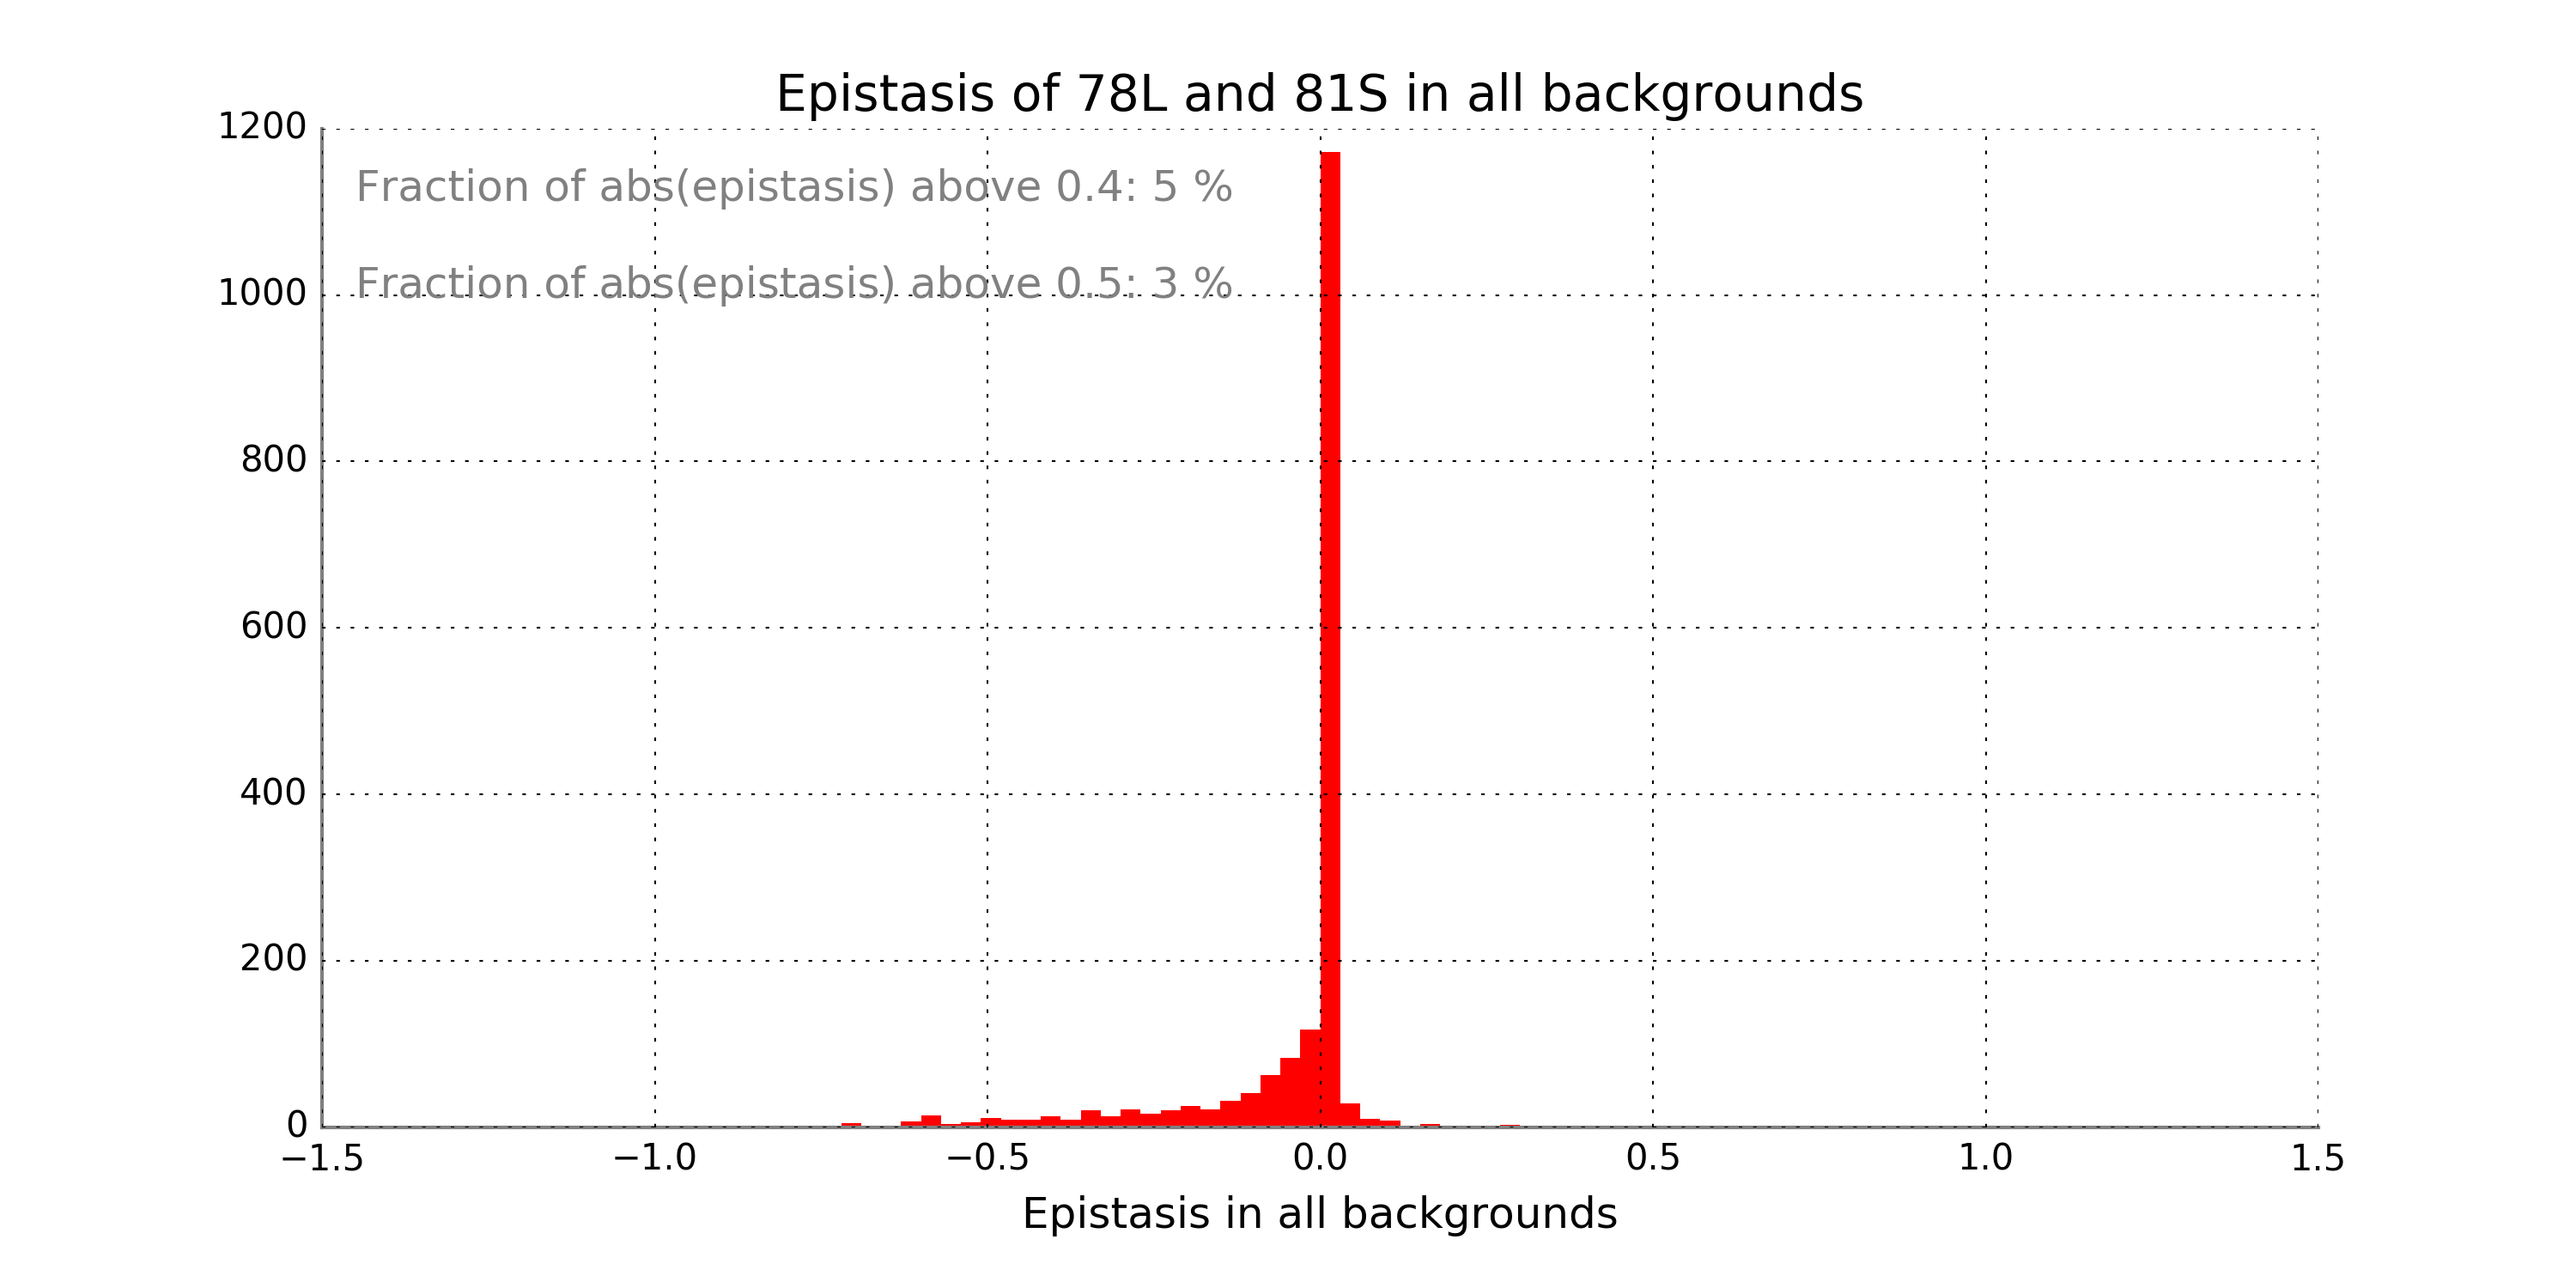 Epistasis of 78L and 81S in all backgrounds
1200
Fraction of abs(epistasis) above 0.4: 5 %
Fraction of abs(epistasis) above 0.5: 3 %
1000
800
600
400
200
0
−1.5 −1.0 −0.5 0.0 0.5 1.0 1.5
Epistasis in all backgrounds